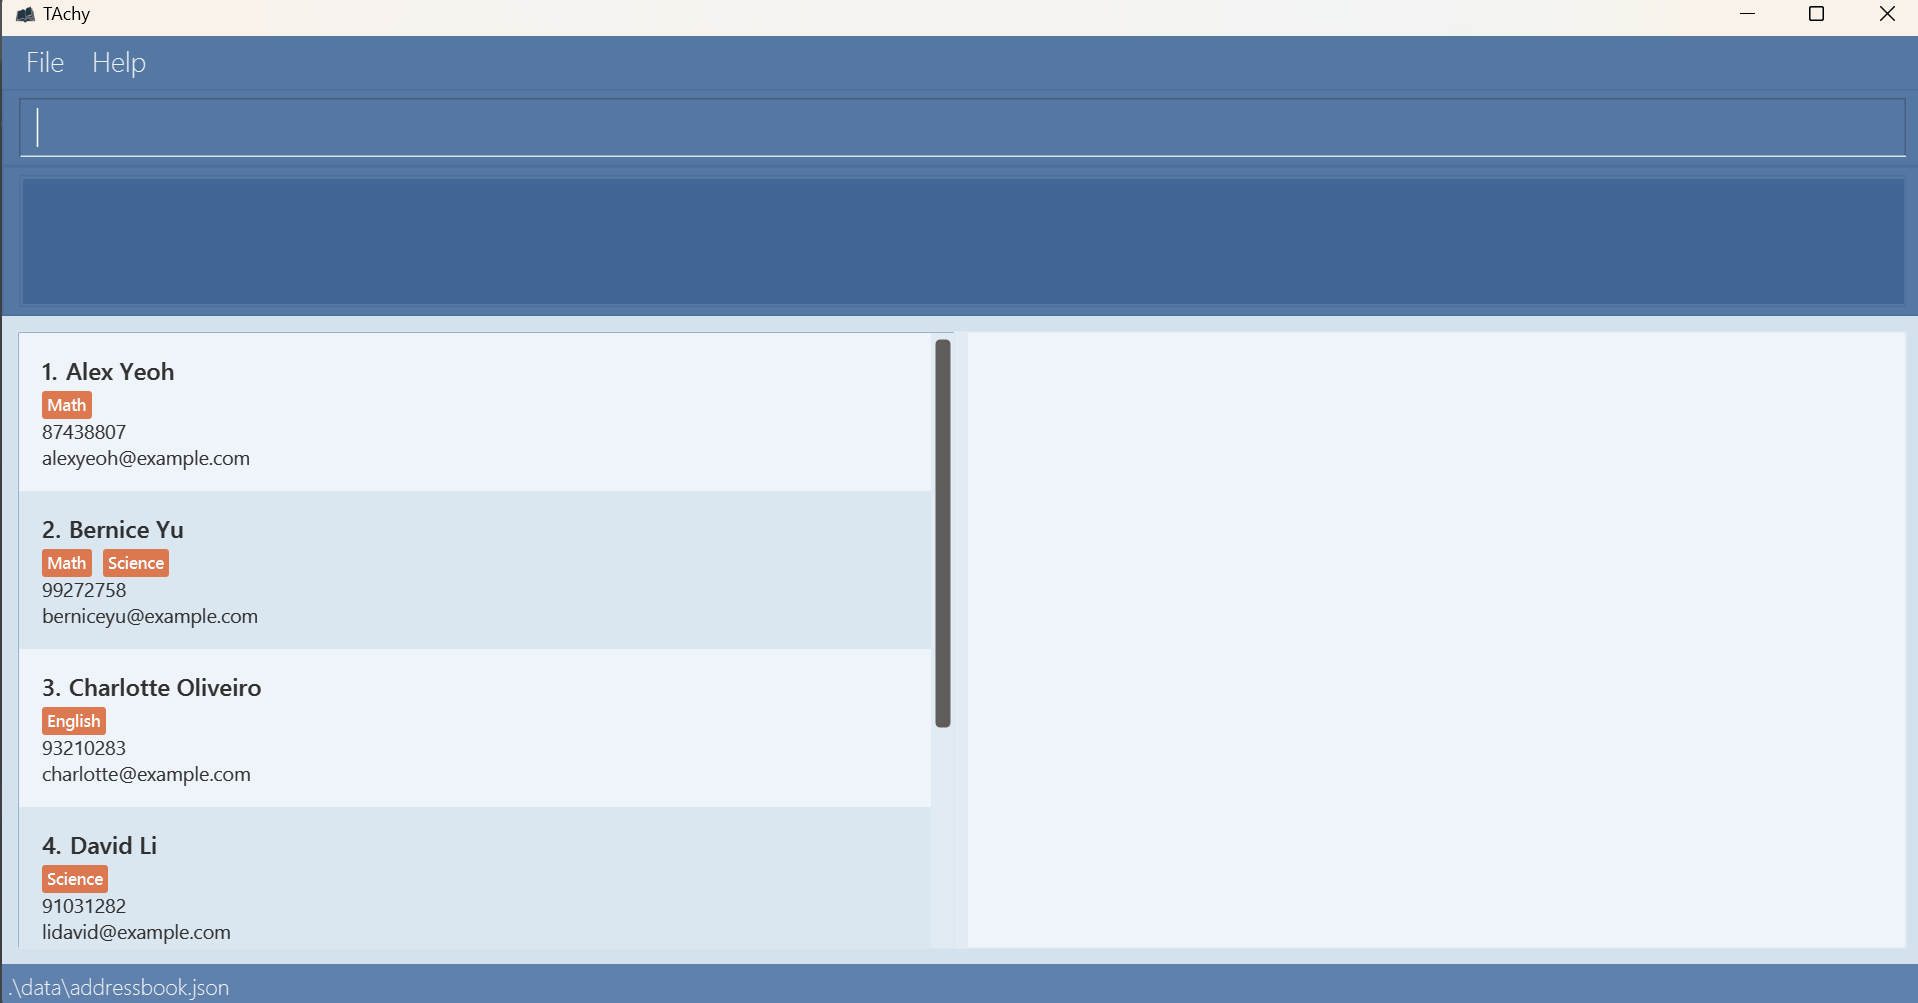 TAchy
File Help
1. Alex Yeoh
Math
87438807
alexyeoh@example.com
2. Bernice Yu
Math Science
99272758
berniceyu@example.com
3. Charlotte Oliveiro
English
93210283
charlotte@example.com
4. David Li
Science
91031282
lidavid@example.com
.\data\addressbook.json